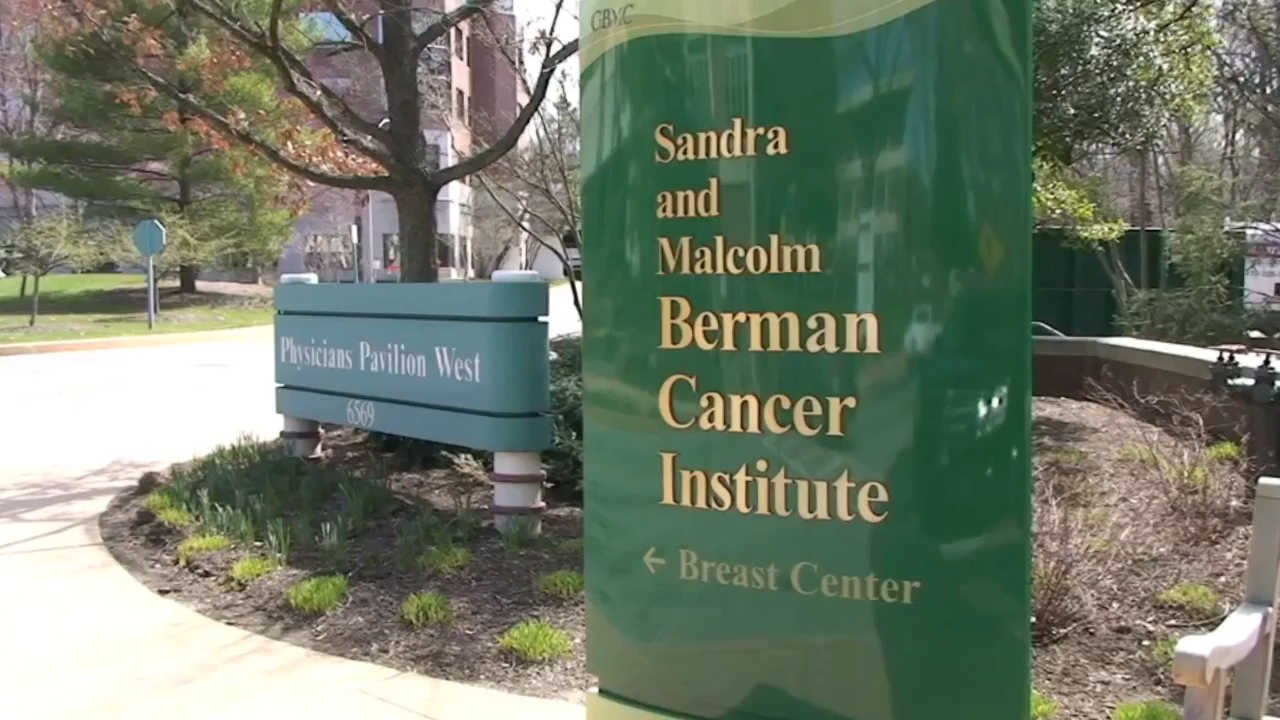 GBMC
Sandra
and
Malcolm
Berman
Cancer
Institute
← Breast Center
Physicians Pavilion West
6569